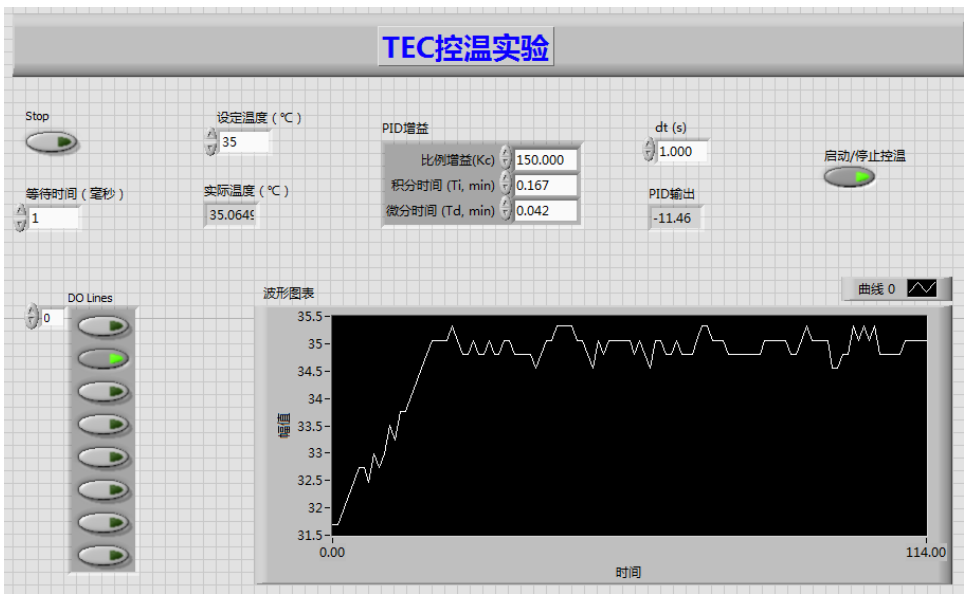 TEC控温实验
Stop
设定温度（℃）
35
PID增益
比例增益(Kc) 150.000
积分时间 (Ti, min) 0.167
微分时间 (Td, min) 0.042
dt (s)
1.000
启动/停止控温
等待时间（毫秒）
1
实际温度（℃）
35.0649
PID输出
-11.46
DO Lines
0
波形图表
曲线 0
35.5
35
34.5
34
33.5
33
32.5
32
31.5
幅值
0.00 114.00
时间